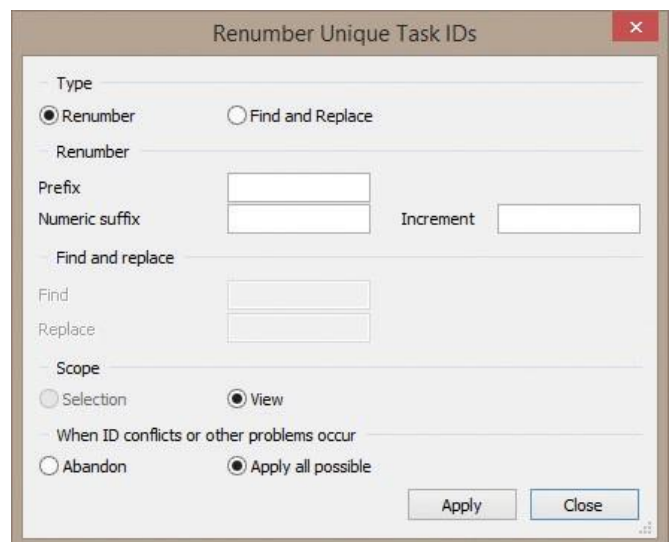 Renumber Unique Task IDs
Type
Renumber Find and Replace
Renumber
Prefix
Numeric suffix Increment
Find and replace
Find
Replace
Scope
Selection View
When ID conflicts or other problems occur
Abandon Apply all possible
Apply Close